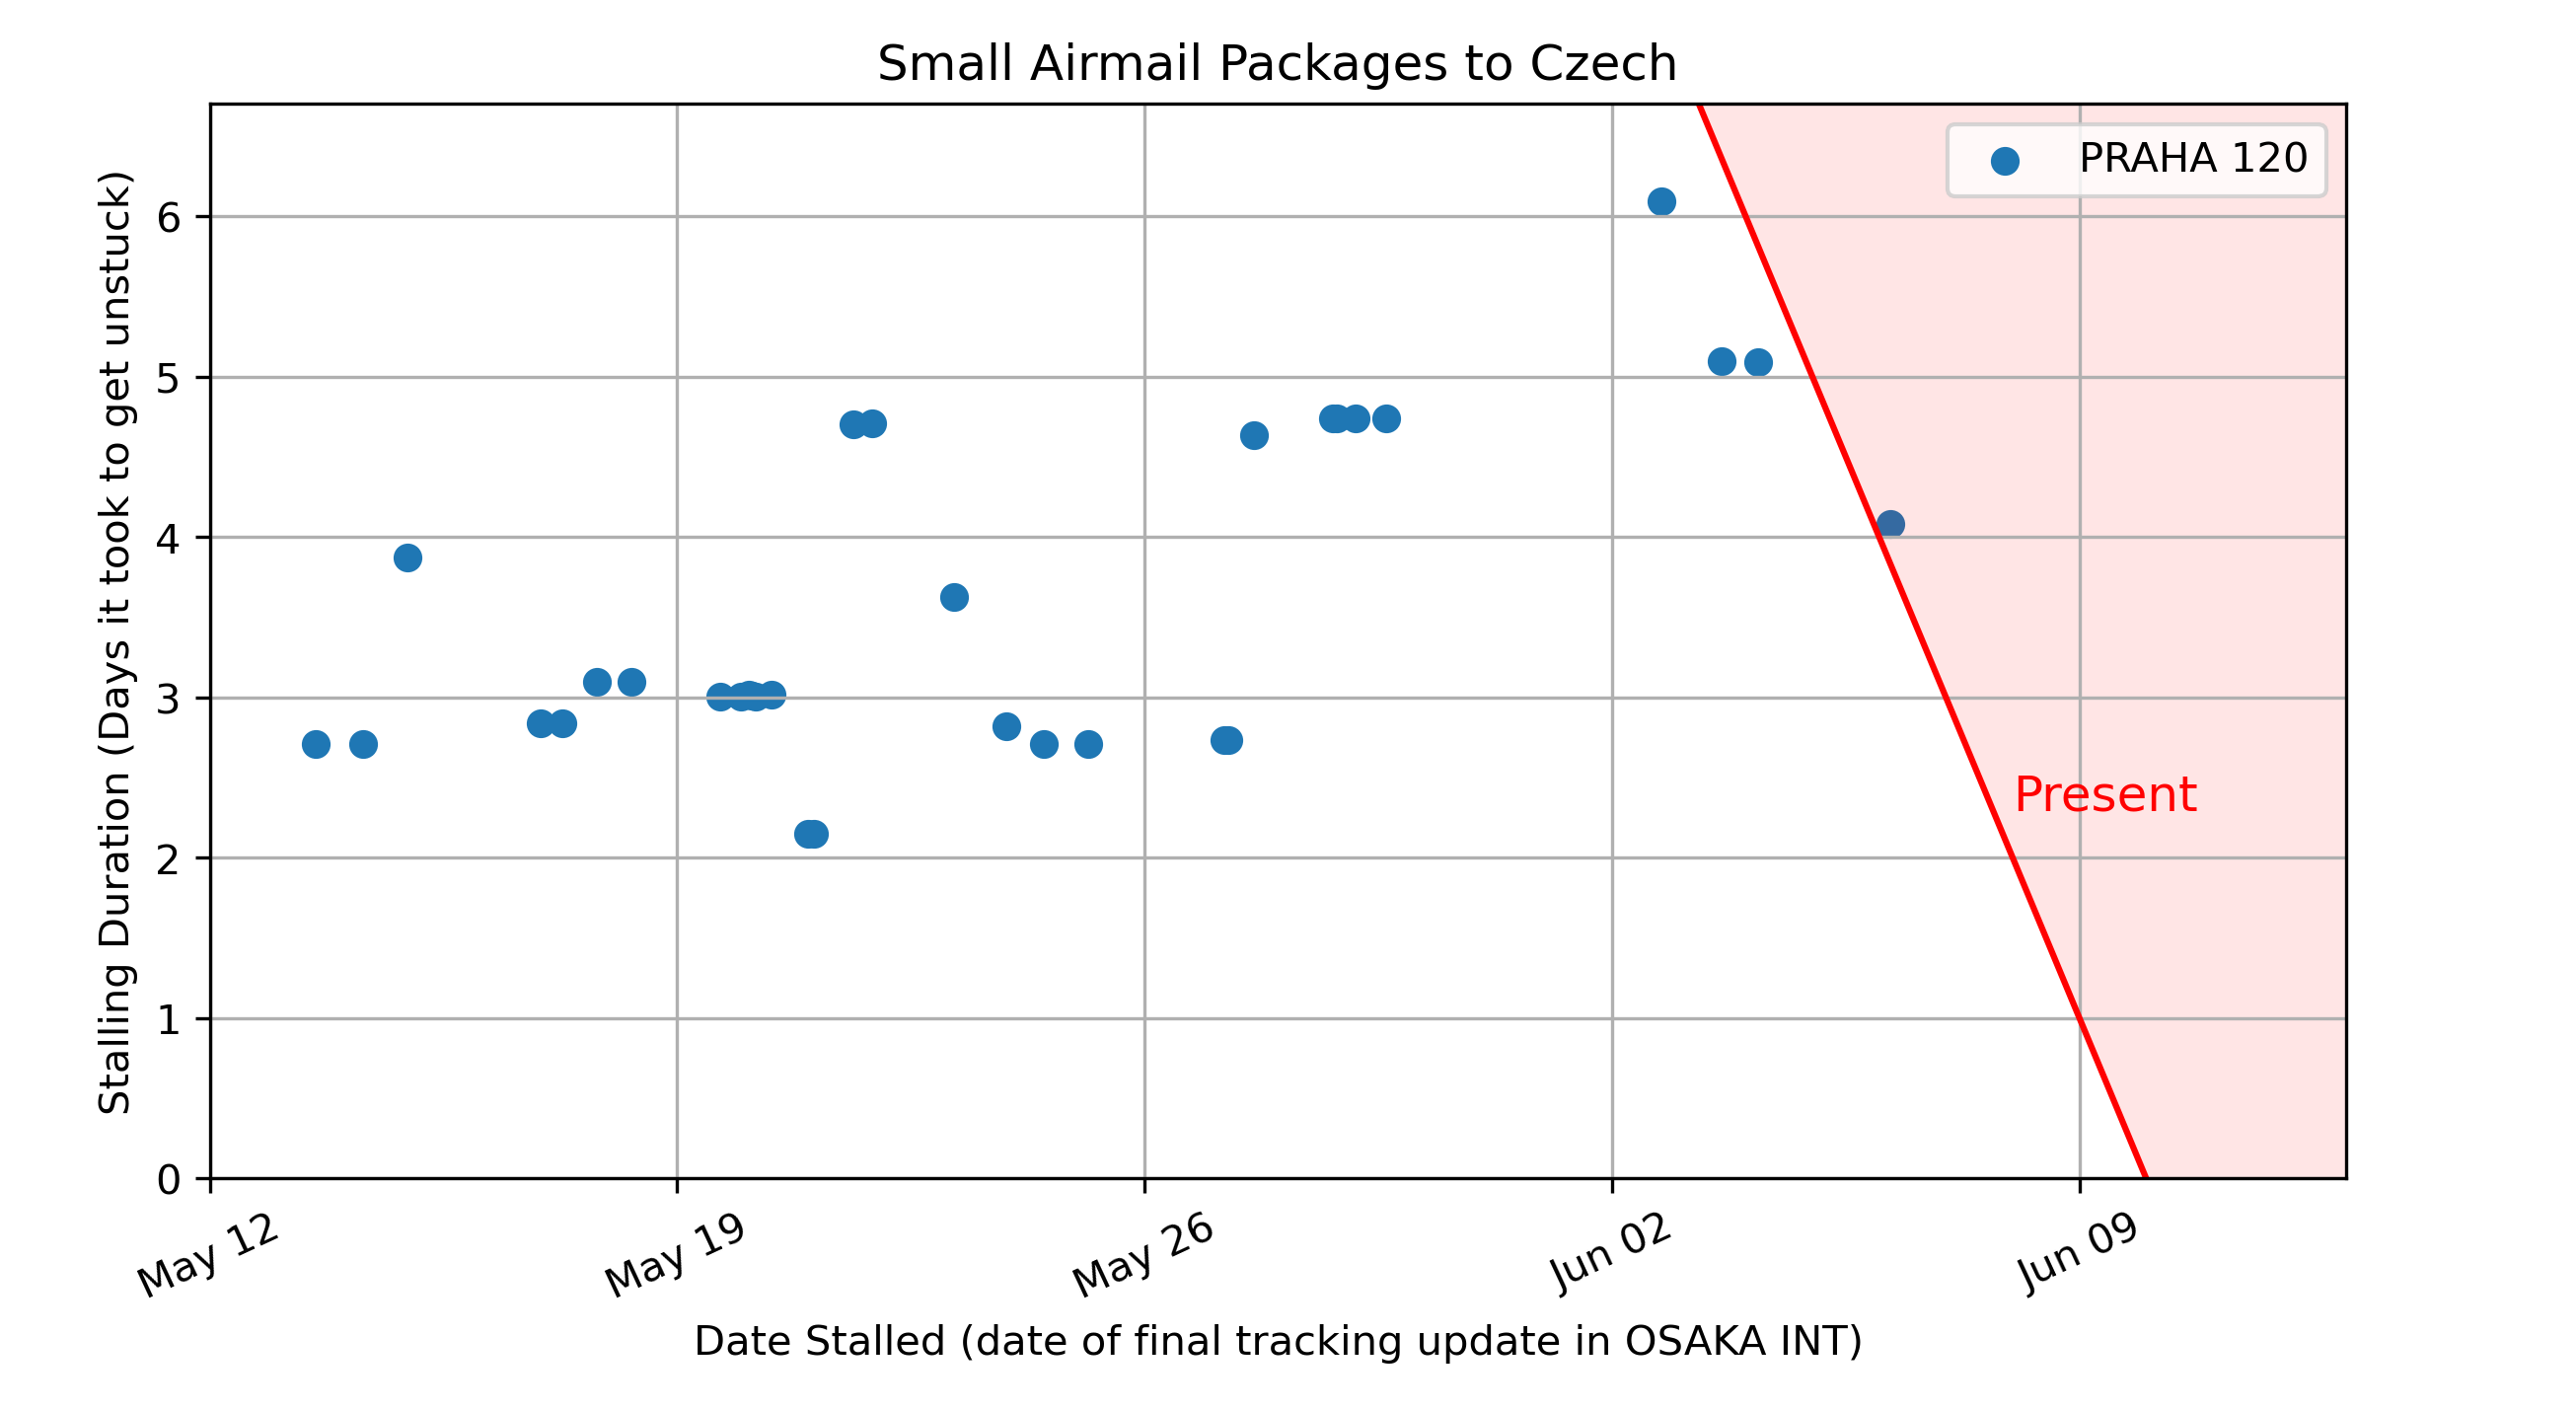 Small Airmail Packages to Czech
PRAHA 120
Stalling Duration (Days it took to get unstuck)
6
5
4
3
2
1
0
Present
May 12
May 19
May 26
Jun 02
Jun 09
Date Stalled (date of final tracking update in OSAKA INT)